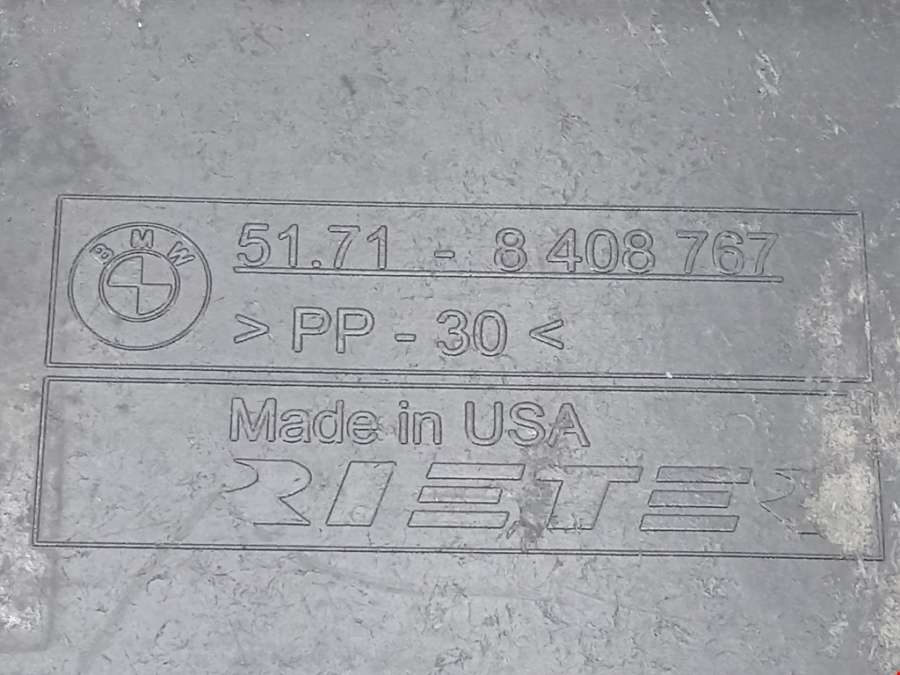 BMW
51.71 - 8 408 767
> PP - 30 <
Made in USA
RIETER